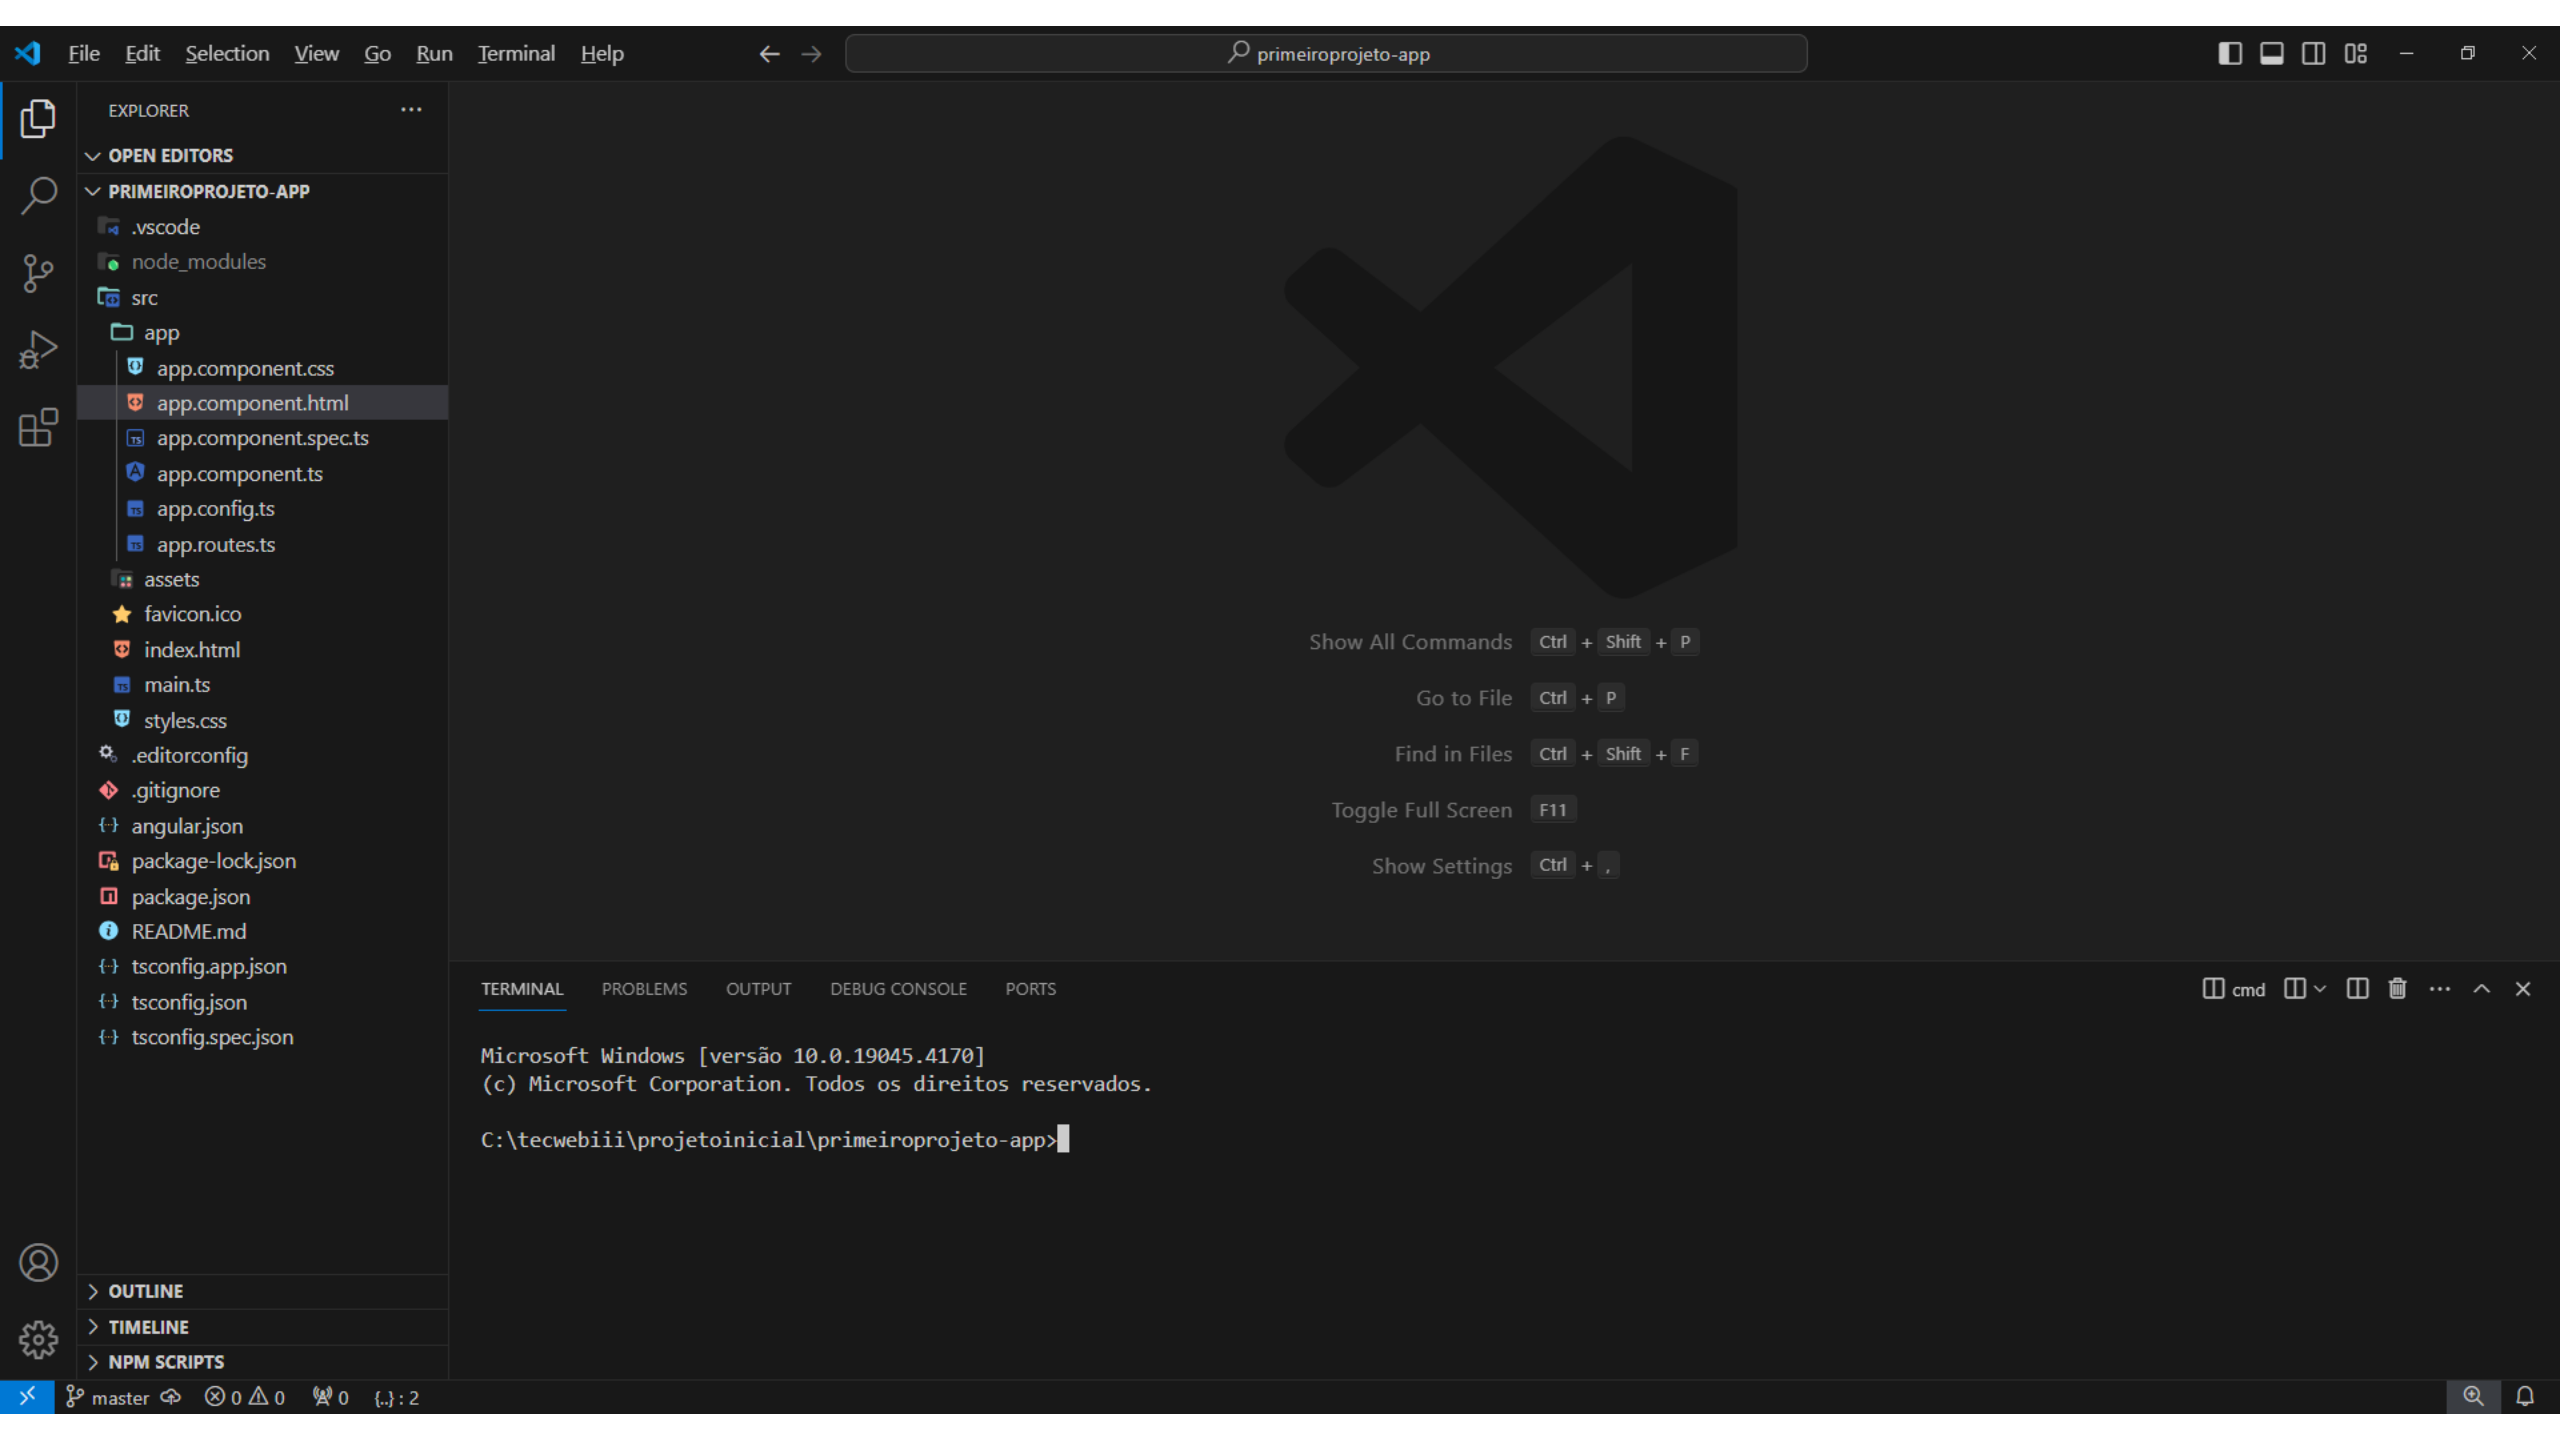 File Edit Selection View Go Run Terminal Help
primeiroprojeto-app
EXPLORER
OPEN EDITORS
PRIMEIROPROJETO-APP
.vscode
node_modules
src
app
app.component.css
app.component.html
app.component.spec.ts
app.component.ts
app.config.ts
app.routes.ts
assets
favicon.ico
index.html
main.ts
styles.css
.editorconfig
.gitignore
angular.json
package-lock.json
package.json
README.md
tsconfig.app.json
tsconfig.json
tsconfig.spec.json
OUTLINE
TIMELINE
NPM SCRIPTS
Show All Commands Ctrl + Shift + P
Go to File Ctrl + P
Find in Files Ctrl + Shift + F
Toggle Full Screen F11
Show Settings Ctrl + ,
TERMINAL PROBLEMS OUTPUT DEBUG CONSOLE PORTS
cmd
Microsoft Windows [versão 10.0.19045.4170]
(c) Microsoft Corporation. Todos os direitos reservados.
C:\tecwebiii\projetoinicial\primeiroprojeto-app>
master 0 0 0 {..} : 2